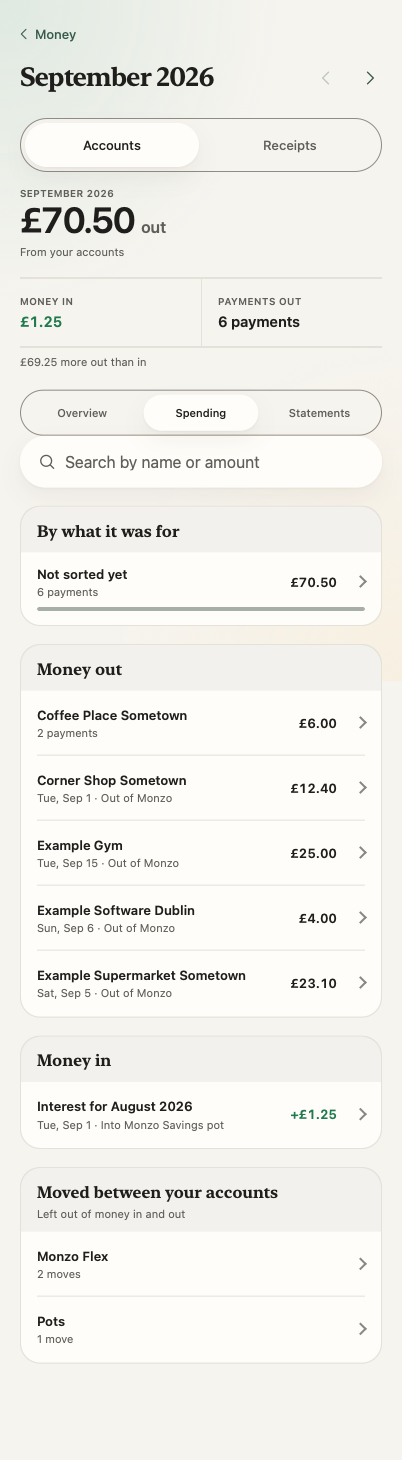 Money
September 2026
Accounts
Receipts
SEPTEMBER 2026
£70.50 out
From your accounts
MONEY IN
£1.25
PAYMENTS OUT
6 payments
£69.25 more out than in
Overview
Spending
Statements
Search by name or amount
By what it was for
Not sorted yet
6 payments
£70.50
Money out
Coffee Place Sometown
2 payments
£6.00
Corner Shop Sometown
Tue, Sep 1 · Out of Monzo
£12.40
Example Gym
Tue, Sep 15 · Out of Monzo
£25.00
Example Software Dublin
Sun, Sep 6 · Out of Monzo
£4.00
Example Supermarket Sometown
Sat, Sep 5 · Out of Monzo
£23.10
Money in
Interest for August 2026
Tue, Sep 1 · Into Monzo Savings pot
+£1.25
Moved between your accounts
Left out of money in and out
Monzo Flex
2 moves
Pots
1 move